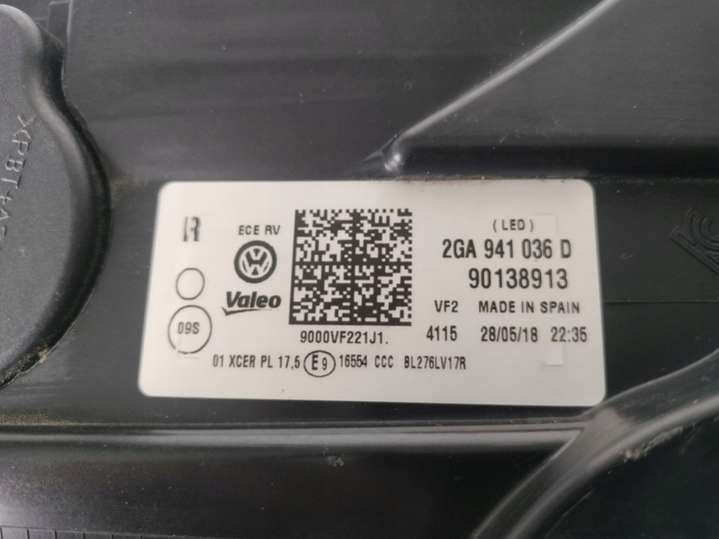 R
ECE RV
Valeo
09S
9000VF221J1.
(LED)
2GA 941 036 D
90138913
VF2 MADE IN SPAIN
4115 28/05/18 22:35
01 XCER PL 17,5 E9 16554 CCC BL276LV17R